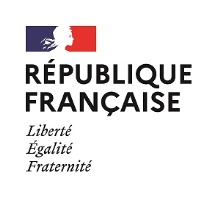 RÉPUBLIQUE
FRANÇAISE
Liberté
Égalité
Fraternité